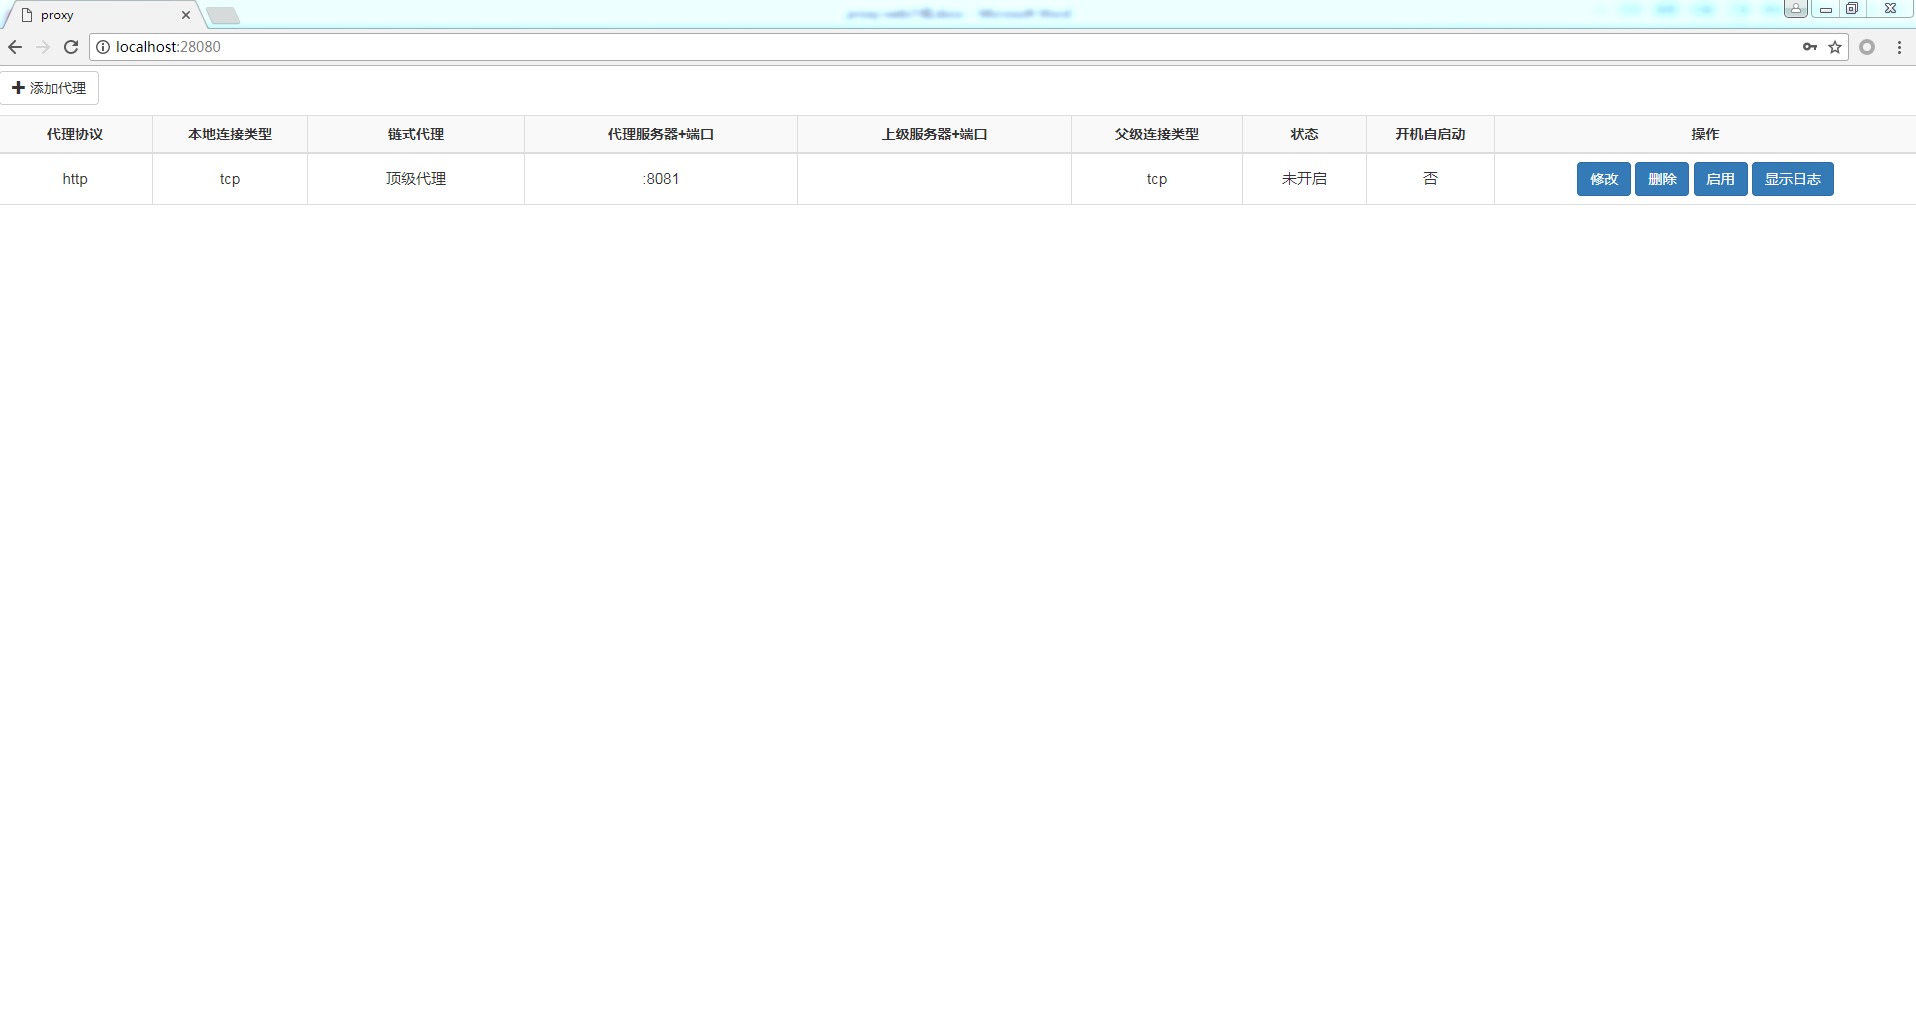 proxy
localhost:28080
添加代理
代理协议 本地连接类型 链式代理 代理服务器+端口 上级服务器+端口 父级连接类型 状态 开机自启动 操作
http tcp 顶级代理 :8081 tcp 未开启 否 修改 删除 启用 显示日志